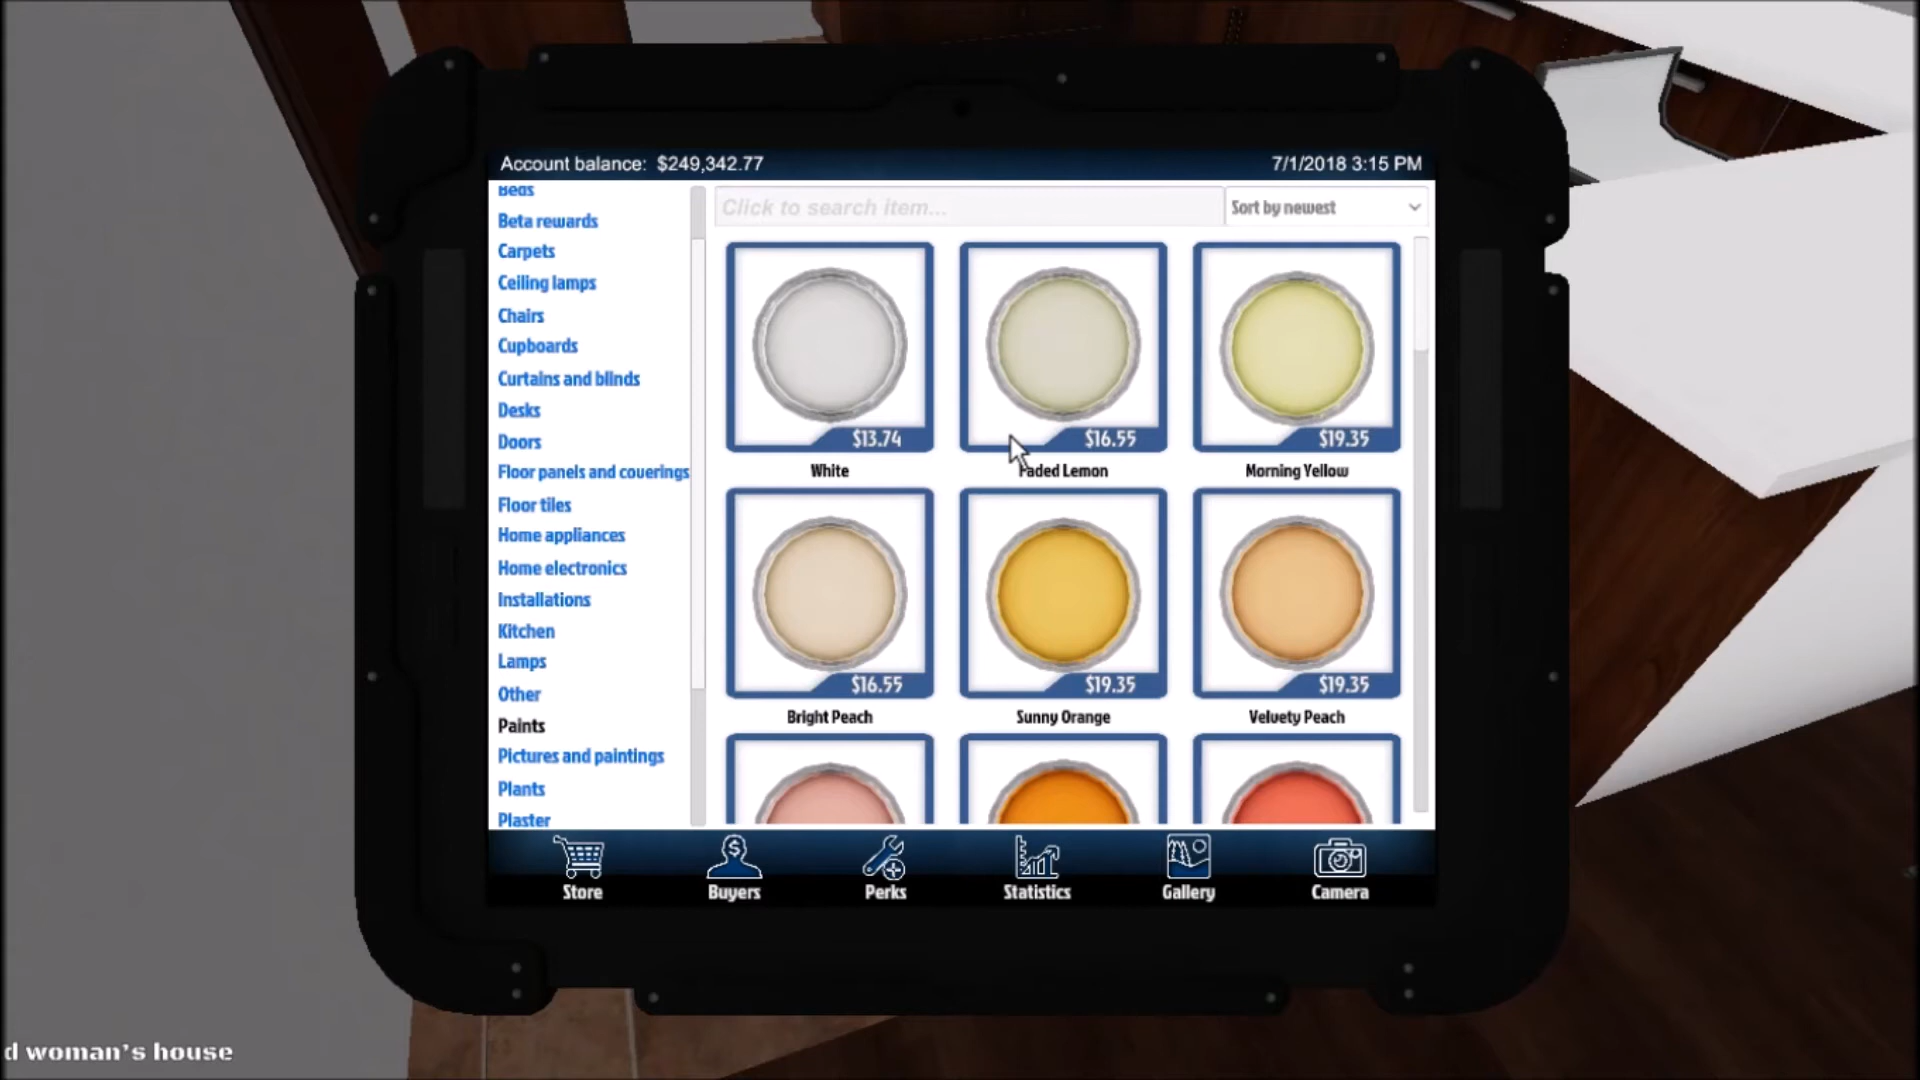 Account balance: $249,342.77
7/1/2018 3:15 PM
Beds
Beta rewards
Carpets
Ceiling lamps
Chairs
Cupboards
Curtains and blinds
Desks
Doors
Floor panels and coverings
Floor tiles
Home appliances
Home electronics
Installations
Kitchen
Lamps
Other
Paints
Pictures and paintings
Plants
Plaster
Click to search item...
Sort by newest
$13.74
$16.55
$19.35
White
Faded Lemon
Morning Yellow
$16.55
$19.35
$19.35
Bright Peach
Sunny Orange
Velvety Peach
Store
Buyers
Perks
Statistics
Gallery
Camera
d woman's house